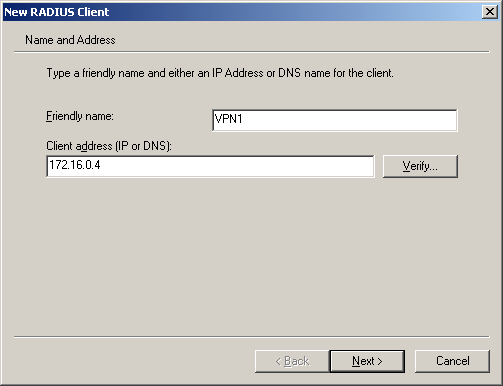 New RADIUS Client
Name and Address
Type a friendly name and either an IP Address or DNS name for the client.
Friendly name:
VPN1
Client address (IP or DNS):
172.16.0.4
Verify...
< Back
Next >
Cancel